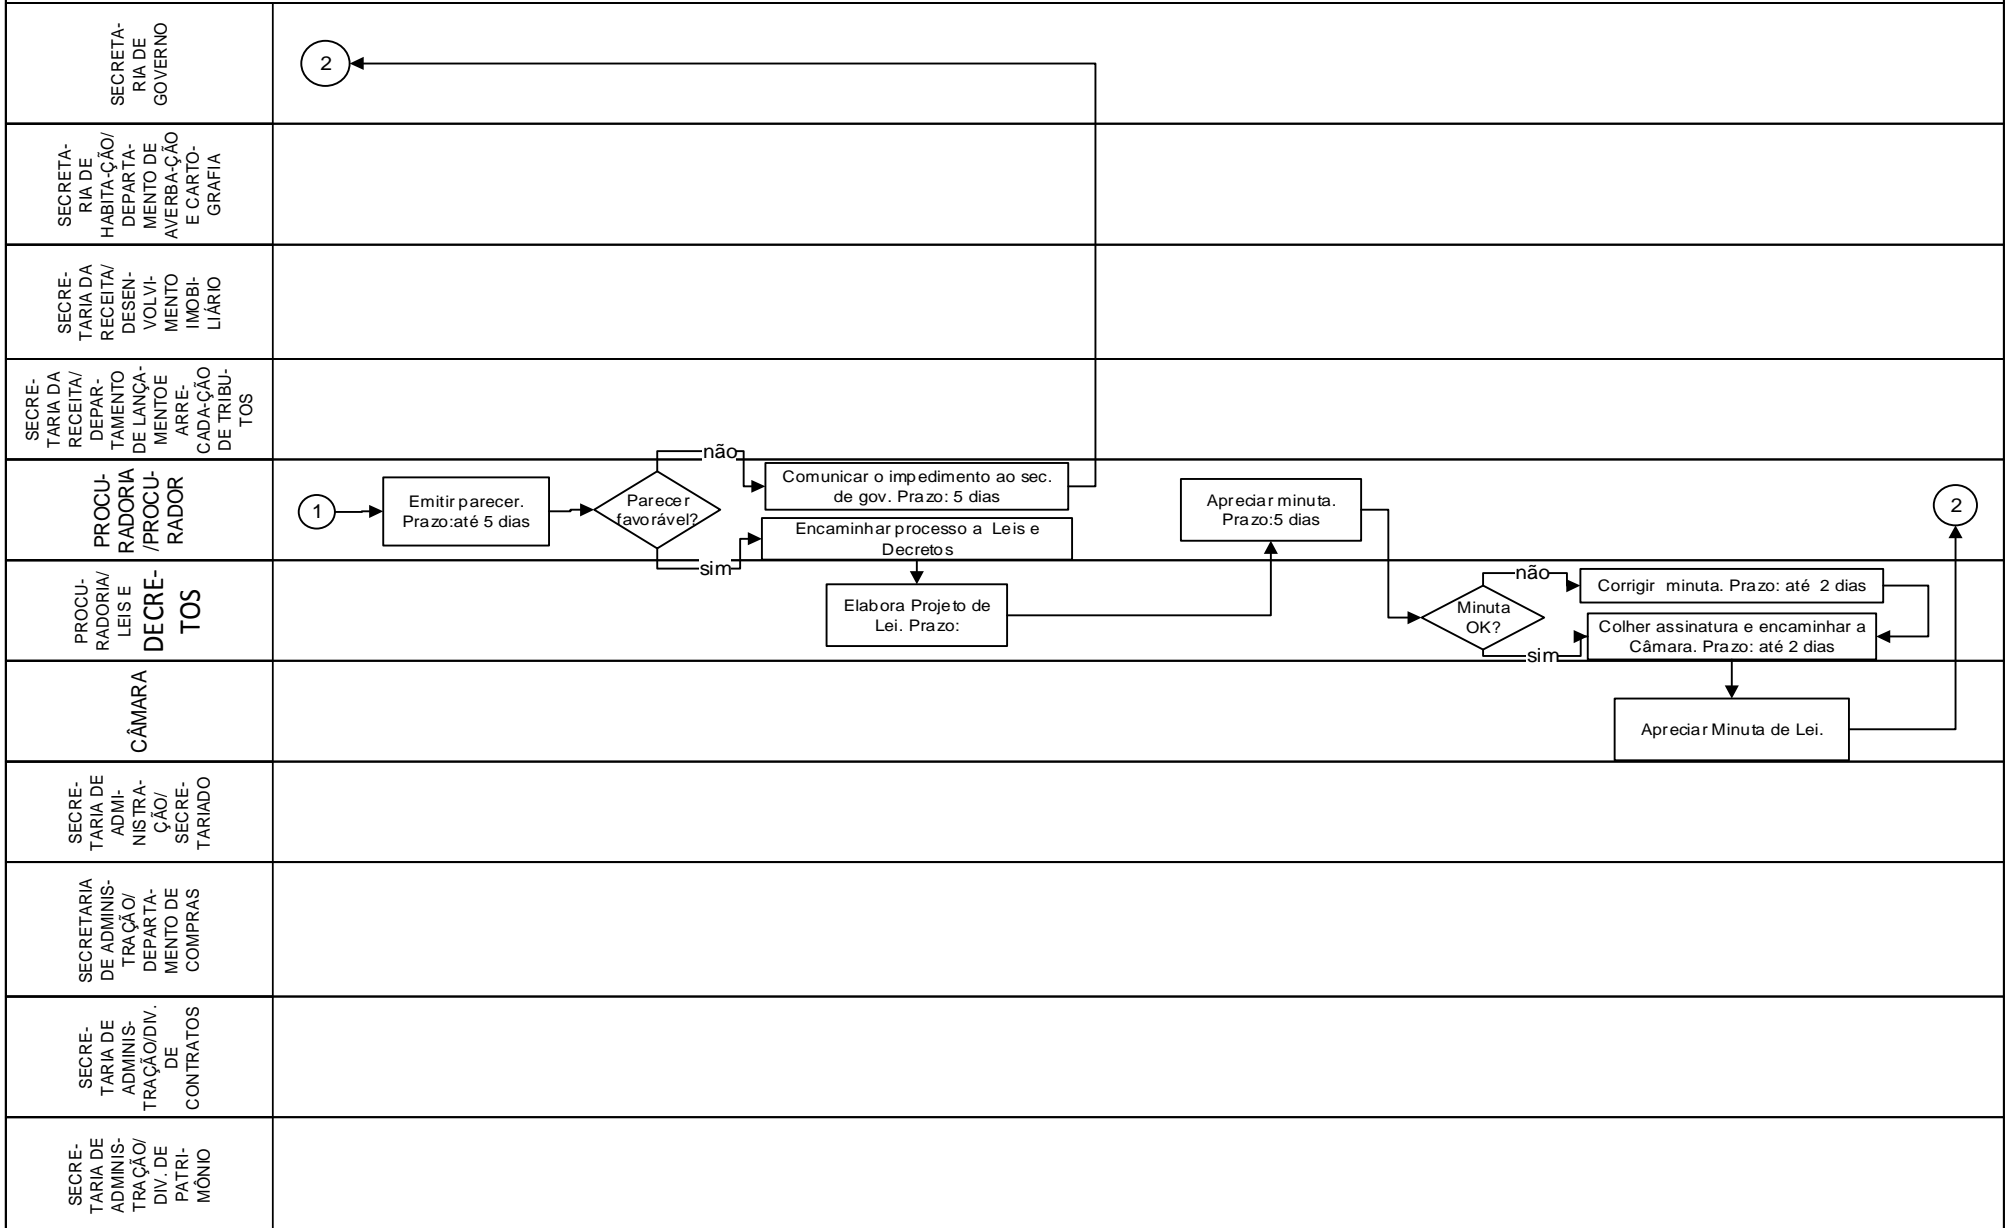 SECRETA-
RIA DE
GOVERNO
2
SECRETA-
RIA DE
HABITA-ÇÃO/
DEPARTA-
MENTO DE
AVERBA-ÇÃO
E CARTO-
GRAFIA
SECRE-
TARIA DA
RECEITA/
DESEN-
VOLVI-
MENTO
IMOBI-
LIÁRIO
SECRE-
TARIA DA
RECEITA/
DEPAR-
TAMENTO
DE LANÇA-
MENTOE
ARRE-
CADA-ÇÃO
DE TRIBU-
TOS
PROCU-
RADORIA
/PROCU-
RADOR
1
Emitir parecer.
Prazo:até 5 dias
Parecer
favorável?
não
Comunicar o impedimento ao sec.
de gov. Prazo: 5 dias
sim
Encaminhar processo a Leis e
Decretos
Apreciar minuta.
Prazo:5 dias
2
PROCU-
RADORIA/
LEIS E
DECRE-
TOS
Elabora Projeto de
Lei. Prazo:
Minuta
OK?
não
Corrigir minuta. Prazo: até 2 dias
sim
Colher assinatura e encaminhar a
Câmara. Prazo: até 2 dias
CÂMARA
Apreciar Minuta de Lei.
SECRE-
TARIA DE
ADMI-
NISTRA-
ÇÃO/
SECRE-
TARIADO
SECRETARIA
DE ADMINIS-
TRAÇÃO/
DEPARTA-
MENTO DE
COMPRAS
SECRE-
TARIA DE
ADMINIS-
TRAÇÃO/DIV.
DE
CONTRATOS
SECRE-
TARIA DE
ADMINIS-
TRAÇÃO/
DIV. DE
PATRI-
MÔNIO